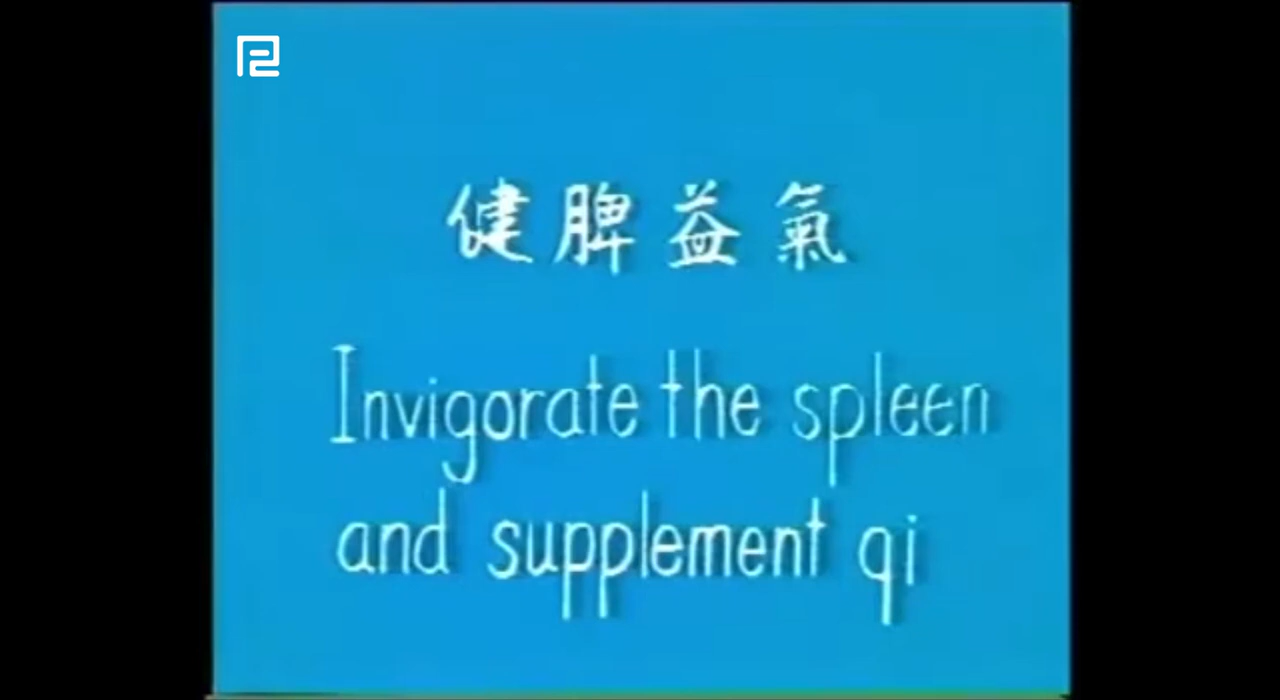 健脾益氣
Invigorate the spleen
and supplement qi